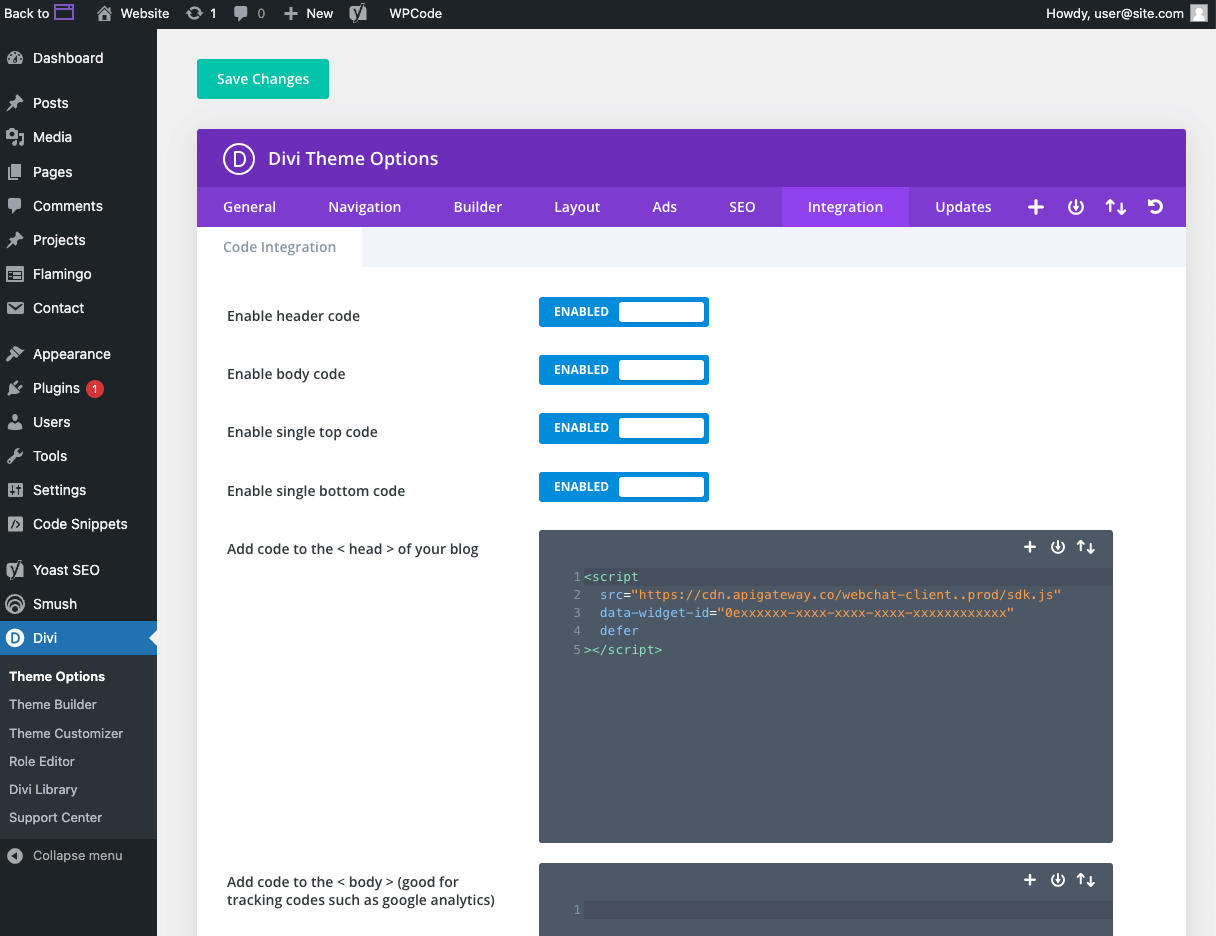 Back to
Website
1
0
New
WPCode
Howdy, user@site.com
Dashboard
Posts
Media
Pages
Comments
Projects
Flamingo
Contact
Appearance
Plugins 1
Users
Tools
Settings
Code Snippets
Yoast SEO
Smush
D Divi
Theme Options
Theme Builder
Theme Customizer
Role Editor
Divi Library
Support Center
Collapse menu
Save Changes
D Divi Theme Options
General Navigation Builder Layout Ads SEO Integration Updates
Code Integration
Enable header code ENABLED
Enable body code ENABLED
Enable single top code ENABLED
Enable single bottom code ENABLED
Add code to the < head > of your blog
1 <script
2 src="https://cdn.apigateway.co/webchat-client..prod/sdk.js"
3 data-widget-id="0exxxxxx-xxxx-xxxx-xxxx-xxxxxxxxxxxx"
4 defer
5 ></script>
Add code to the < body > (good for
tracking codes such as google analytics)
1